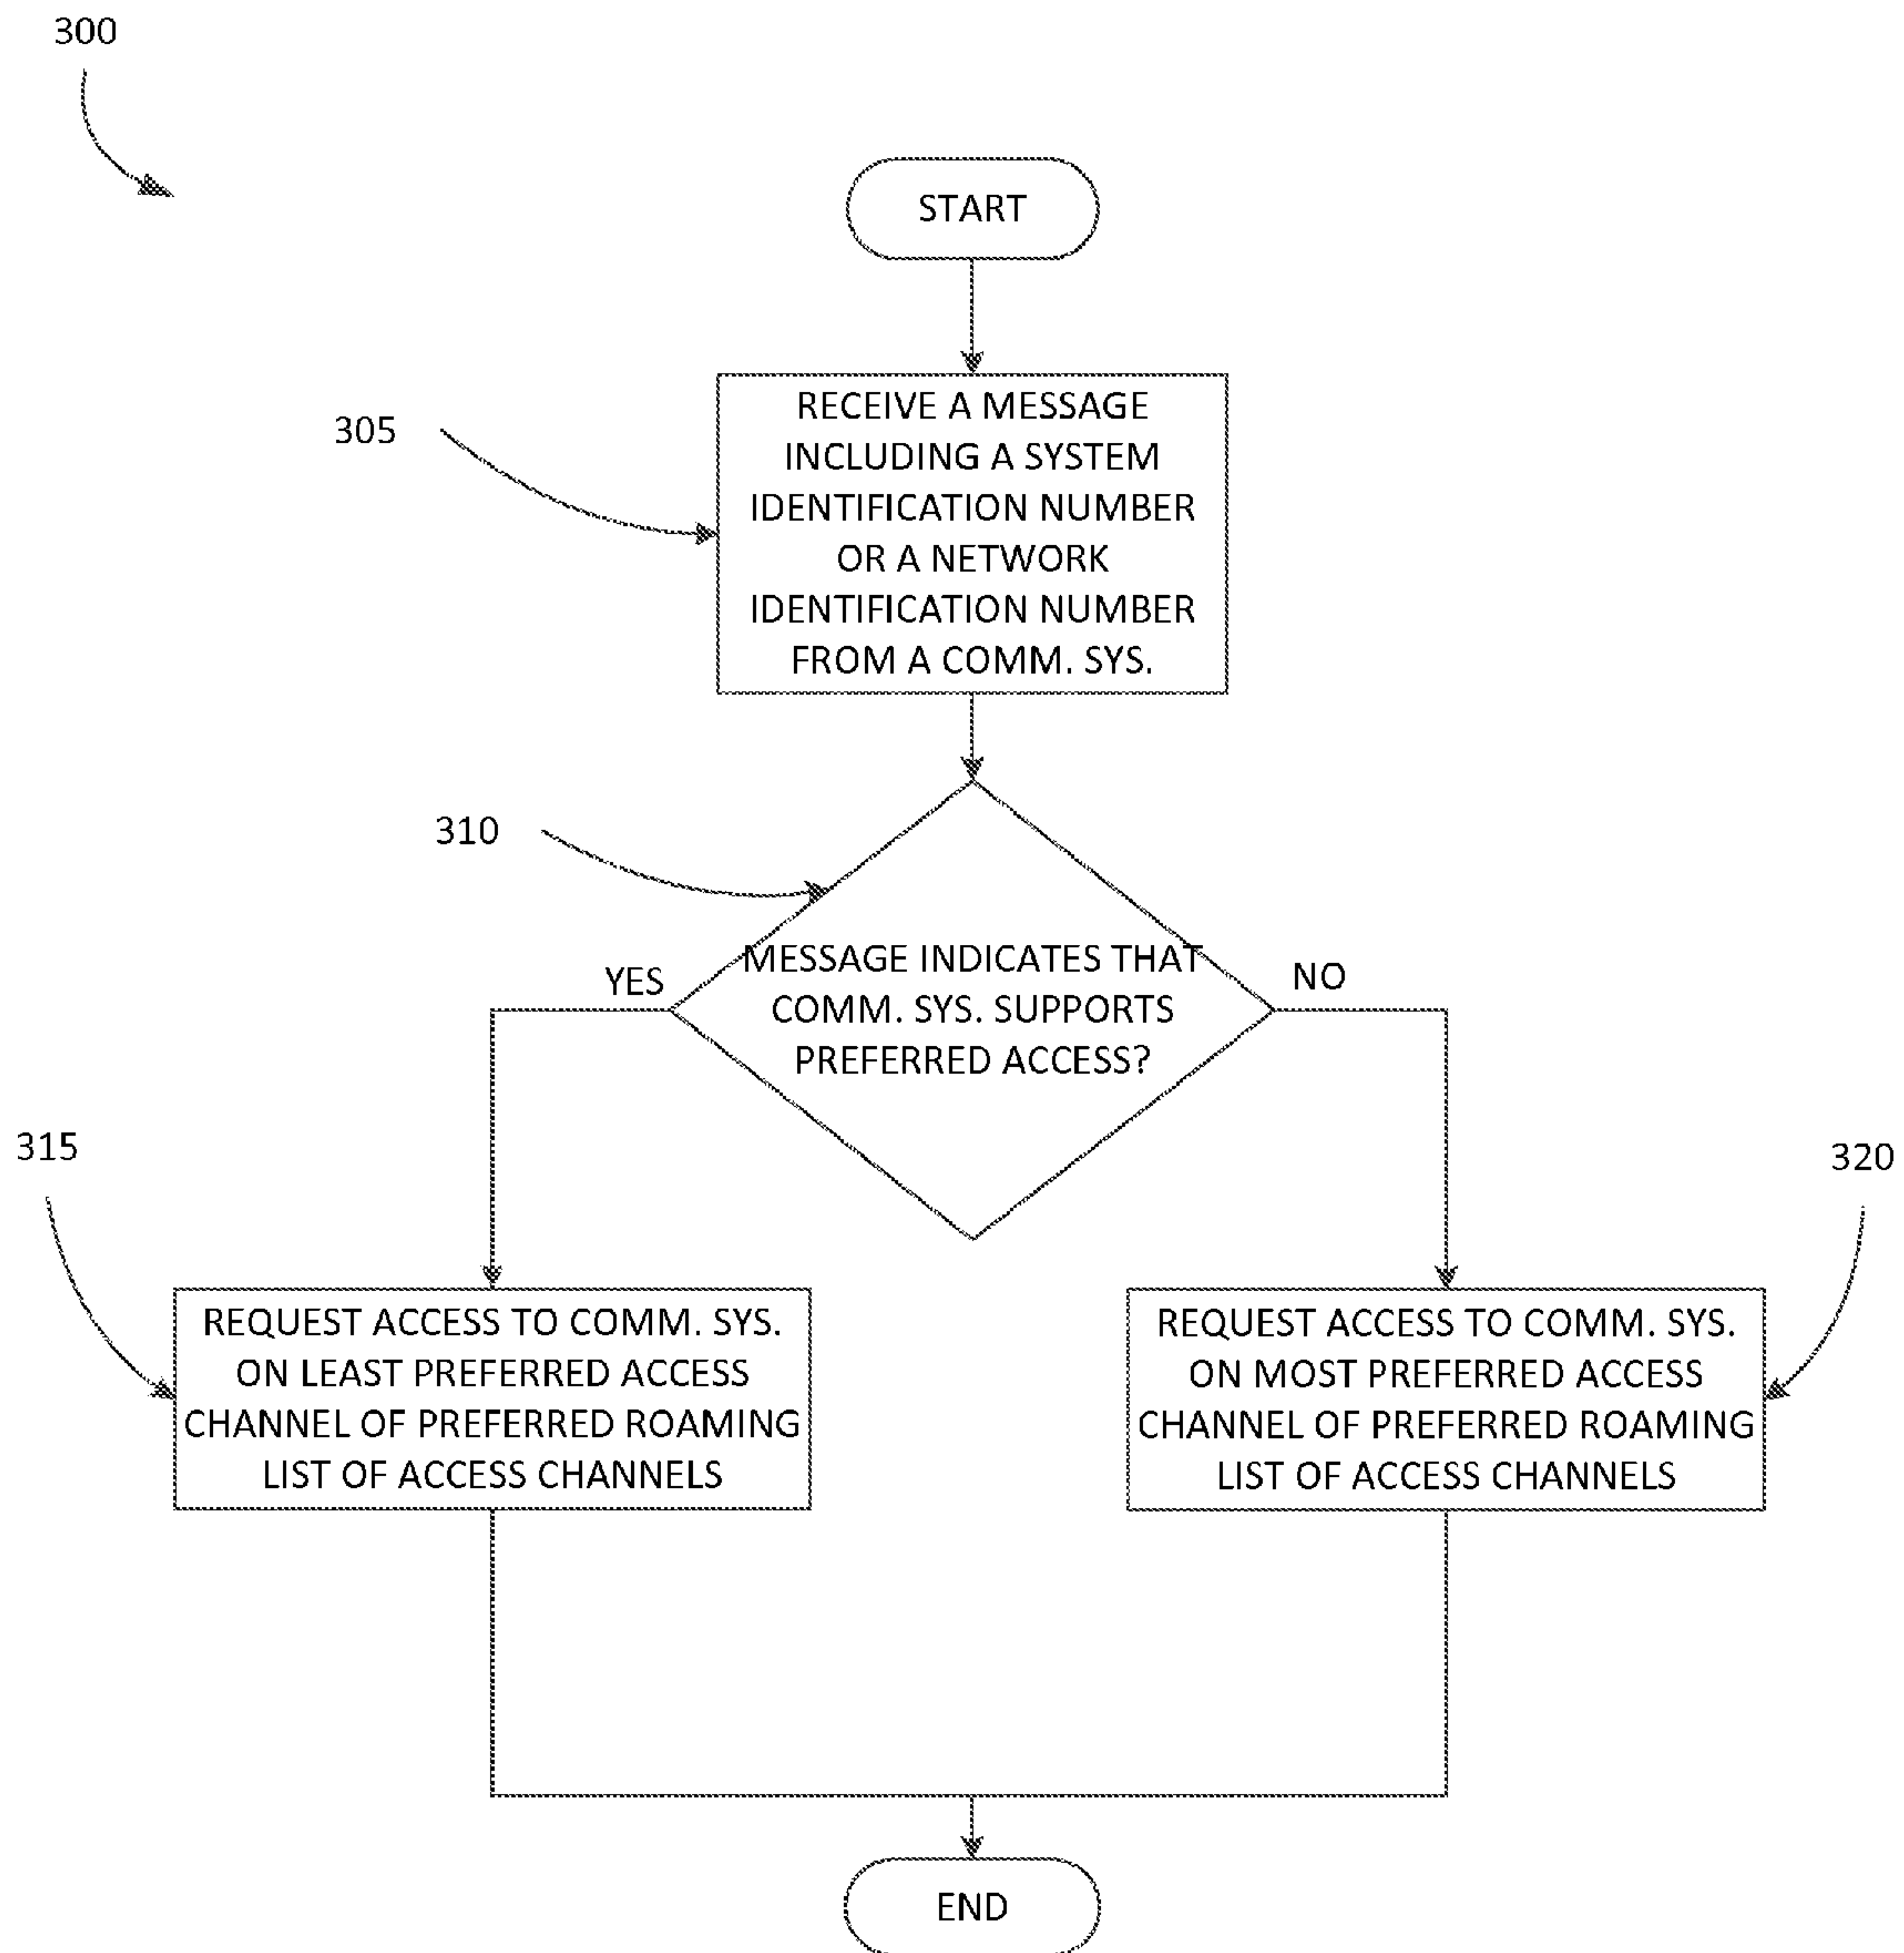 300
START
305
RECEIVE A MESSAGE
INCLUDING A SYSTEM
IDENTIFICATION NUMBER
OR A NETWORK
IDENTIFICATION NUMBER
FROM A COMM. SYS.
310
MESSAGE INDICATES THAT
COMM. SYS. SUPPORTS
PREFERRED ACCESS?
YES
NO
315
REQUEST ACCESS TO COMM. SYS.
ON LEAST PREFERRED ACCESS
CHANNEL OF PREFERRED ROAMING
LIST OF ACCESS CHANNELS
320
REQUEST ACCESS TO COMM. SYS.
ON MOST PREFERRED ACCESS
CHANNEL OF PREFERRED ROAMING
LIST OF ACCESS CHANNELS
END